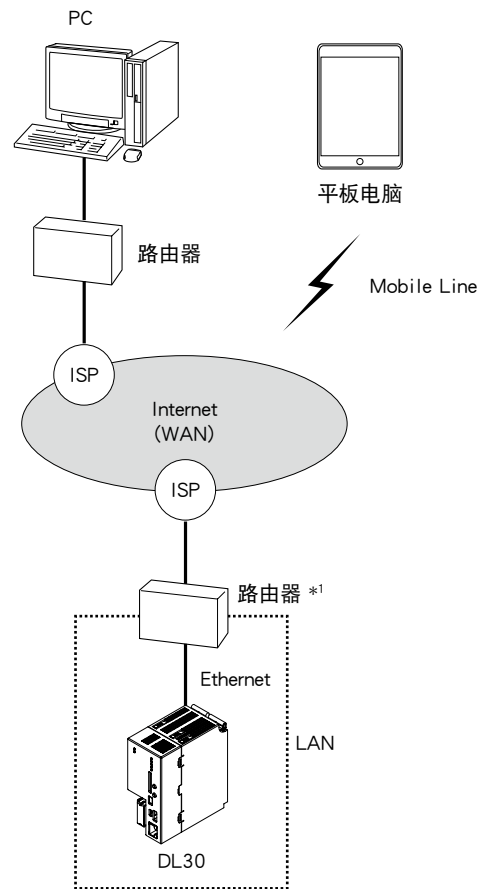 PC
平板电脑
路由器
Mobile Line
ISP
Internet
(WAN)
ISP
路由器 *1
Ethernet
LAN
DL30